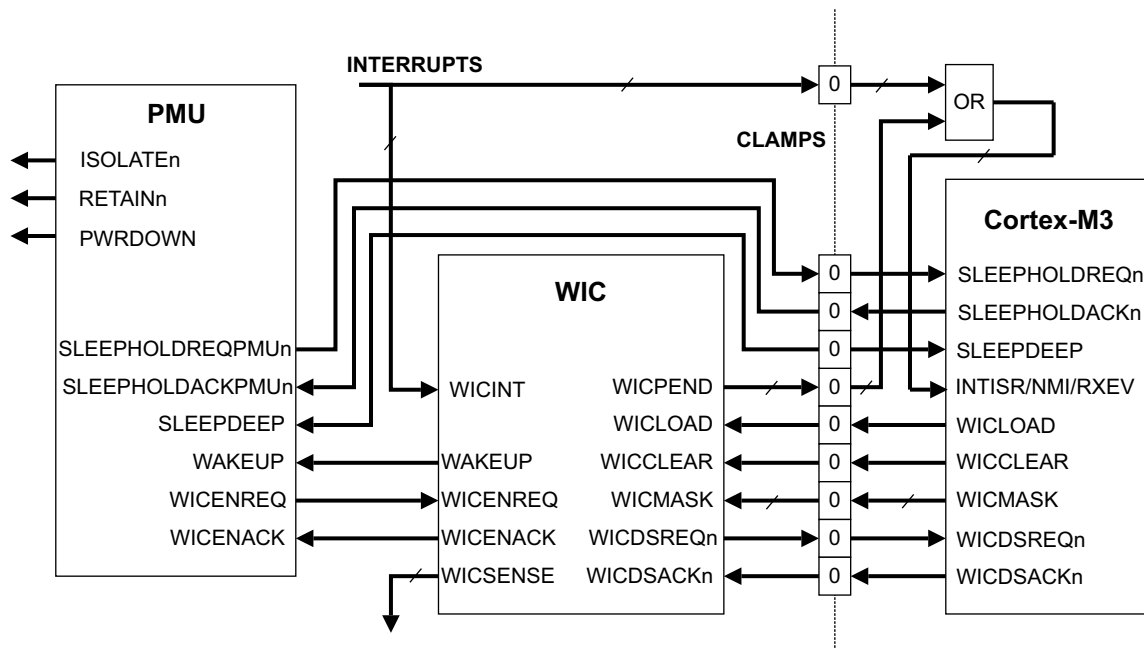 INTERRUPTS
0
OR
PMU
CLAMPS
ISOLATEn
RETAINn
PWRDOWN
Cortex-M3
WIC
0 SLEEPHOLDREQn
0 SLEEPHOLDACKn
SLEEPHOLDREQPMUn 0 SLEEPDEEP
SLEEPHOLDACKPMUn WICINT WICPEND 0 INTISR/NMI/RXEV
SLEEPDEEP WICLOAD 0 WICLOAD
WAKEUP WAKEUP WICCLEAR 0 WICCLEAR
WICENREQ WICENREQ WICMASK 0 WICMASK
WICENACK WICENACK WICDSREQn 0 WICDSREQn
WICSENSE WICDSACKn 0 WICDSACKn